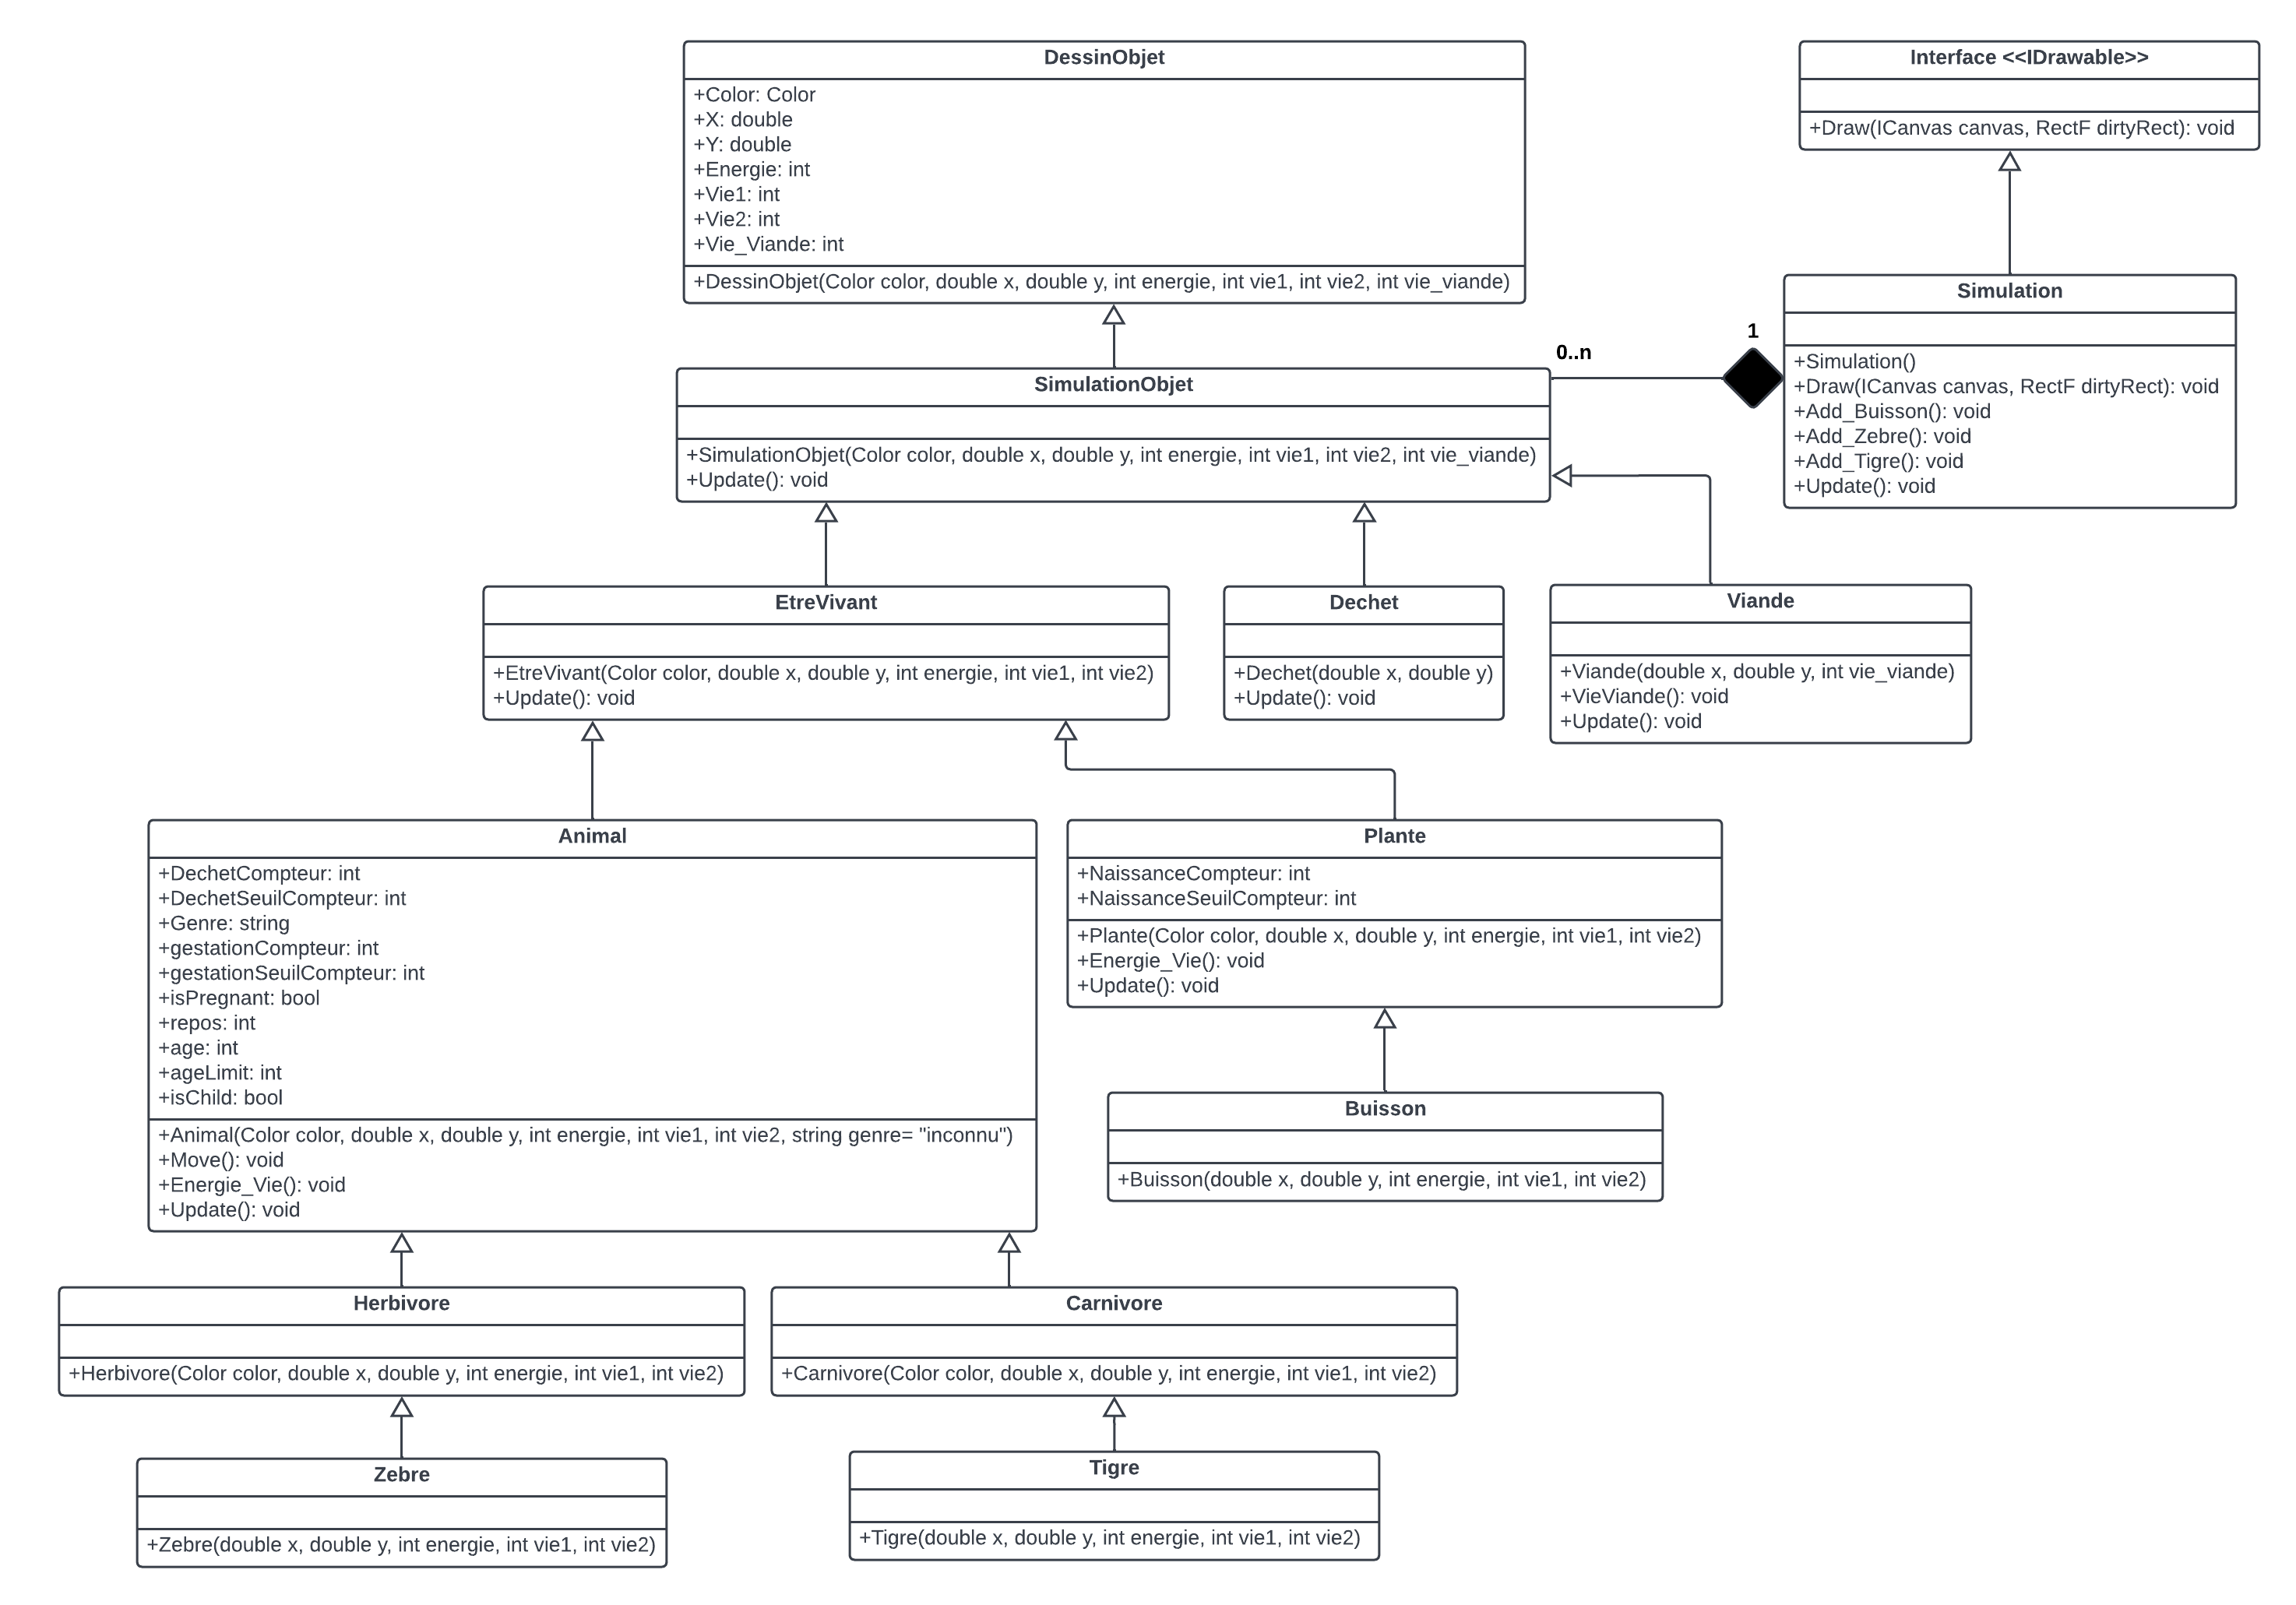 DessinObjet
+Color: Color
+X: double
+Y: double
+Energie: int
+Vie1: int
+Vie2: int
+Vie_Viande: int
+DessinObjet(Color color, double x, double y, int energie, int vie1, int vie2, int vie_viande)
Interface <<IDrawable>>
+Draw(ICanvas canvas, RectF dirtyRect): void
Simulation
+Simulation()
+Draw(ICanvas canvas, RectF dirtyRect): void
+Add_Buisson(): void
+Add_Zebre(): void
+Add_Tigre(): void
+Update(): void
1
0..n
SimulationObjet
+SimulationObjet(Color color, double x, double y, int energie, int vie1, int vie2, int vie_viande)
+Update(): void
EtreVivant
+EtreVivant(Color color, double x, double y, int energie, int vie1, int vie2)
+Update(): void
Dechet
+Dechet(double x, double y)
+Update(): void
Viande
+Viande(double x, double y, int vie_viande)
+VieViande(): void
+Update(): void
Animal
+DechetCompteur: int
+DechetSeuilCompteur: int
+Genre: string
+gestationCompteur: int
+gestationSeuilCompteur: int
+isPregnant: bool
+repos: int
+age: int
+ageLimit: int
+isChild: bool
+Animal(Color color, double x, double y, int energie, int vie1, int vie2, string genre= "inconnu")
+Move(): void
+Energie_Vie(): void
+Update(): void
Plante
+NaissanceCompteur: int
+NaissanceSeuilCompteur: int
+Plante(Color color, double x, double y, int energie, int vie1, int vie2)
+Energie_Vie(): void
+Update(): void
Buisson
+Buisson(double x, double y, int energie, int vie1, int vie2)
Herbivore
+Herbivore(Color color, double x, double y, int energie, int vie1, int vie2)
Carnivore
+Carnivore(Color color, double x, double y, int energie, int vie1, int vie2)
Zebre
+Zebre(double x, double y, int energie, int vie1, int vie2)
Tigre
+Tigre(double x, double y, int energie, int vie1, int vie2)